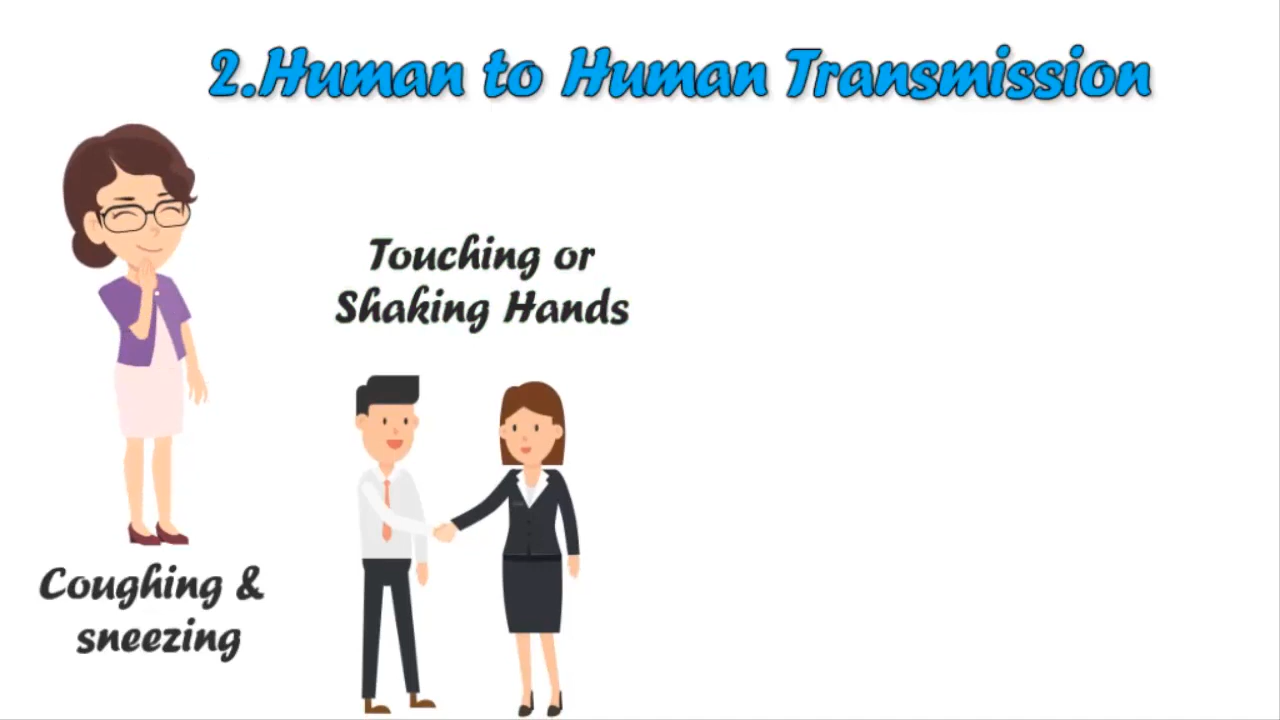 2.Human to Human Transmission
Touching or
Shaking Hands
Coughing &
sneezing